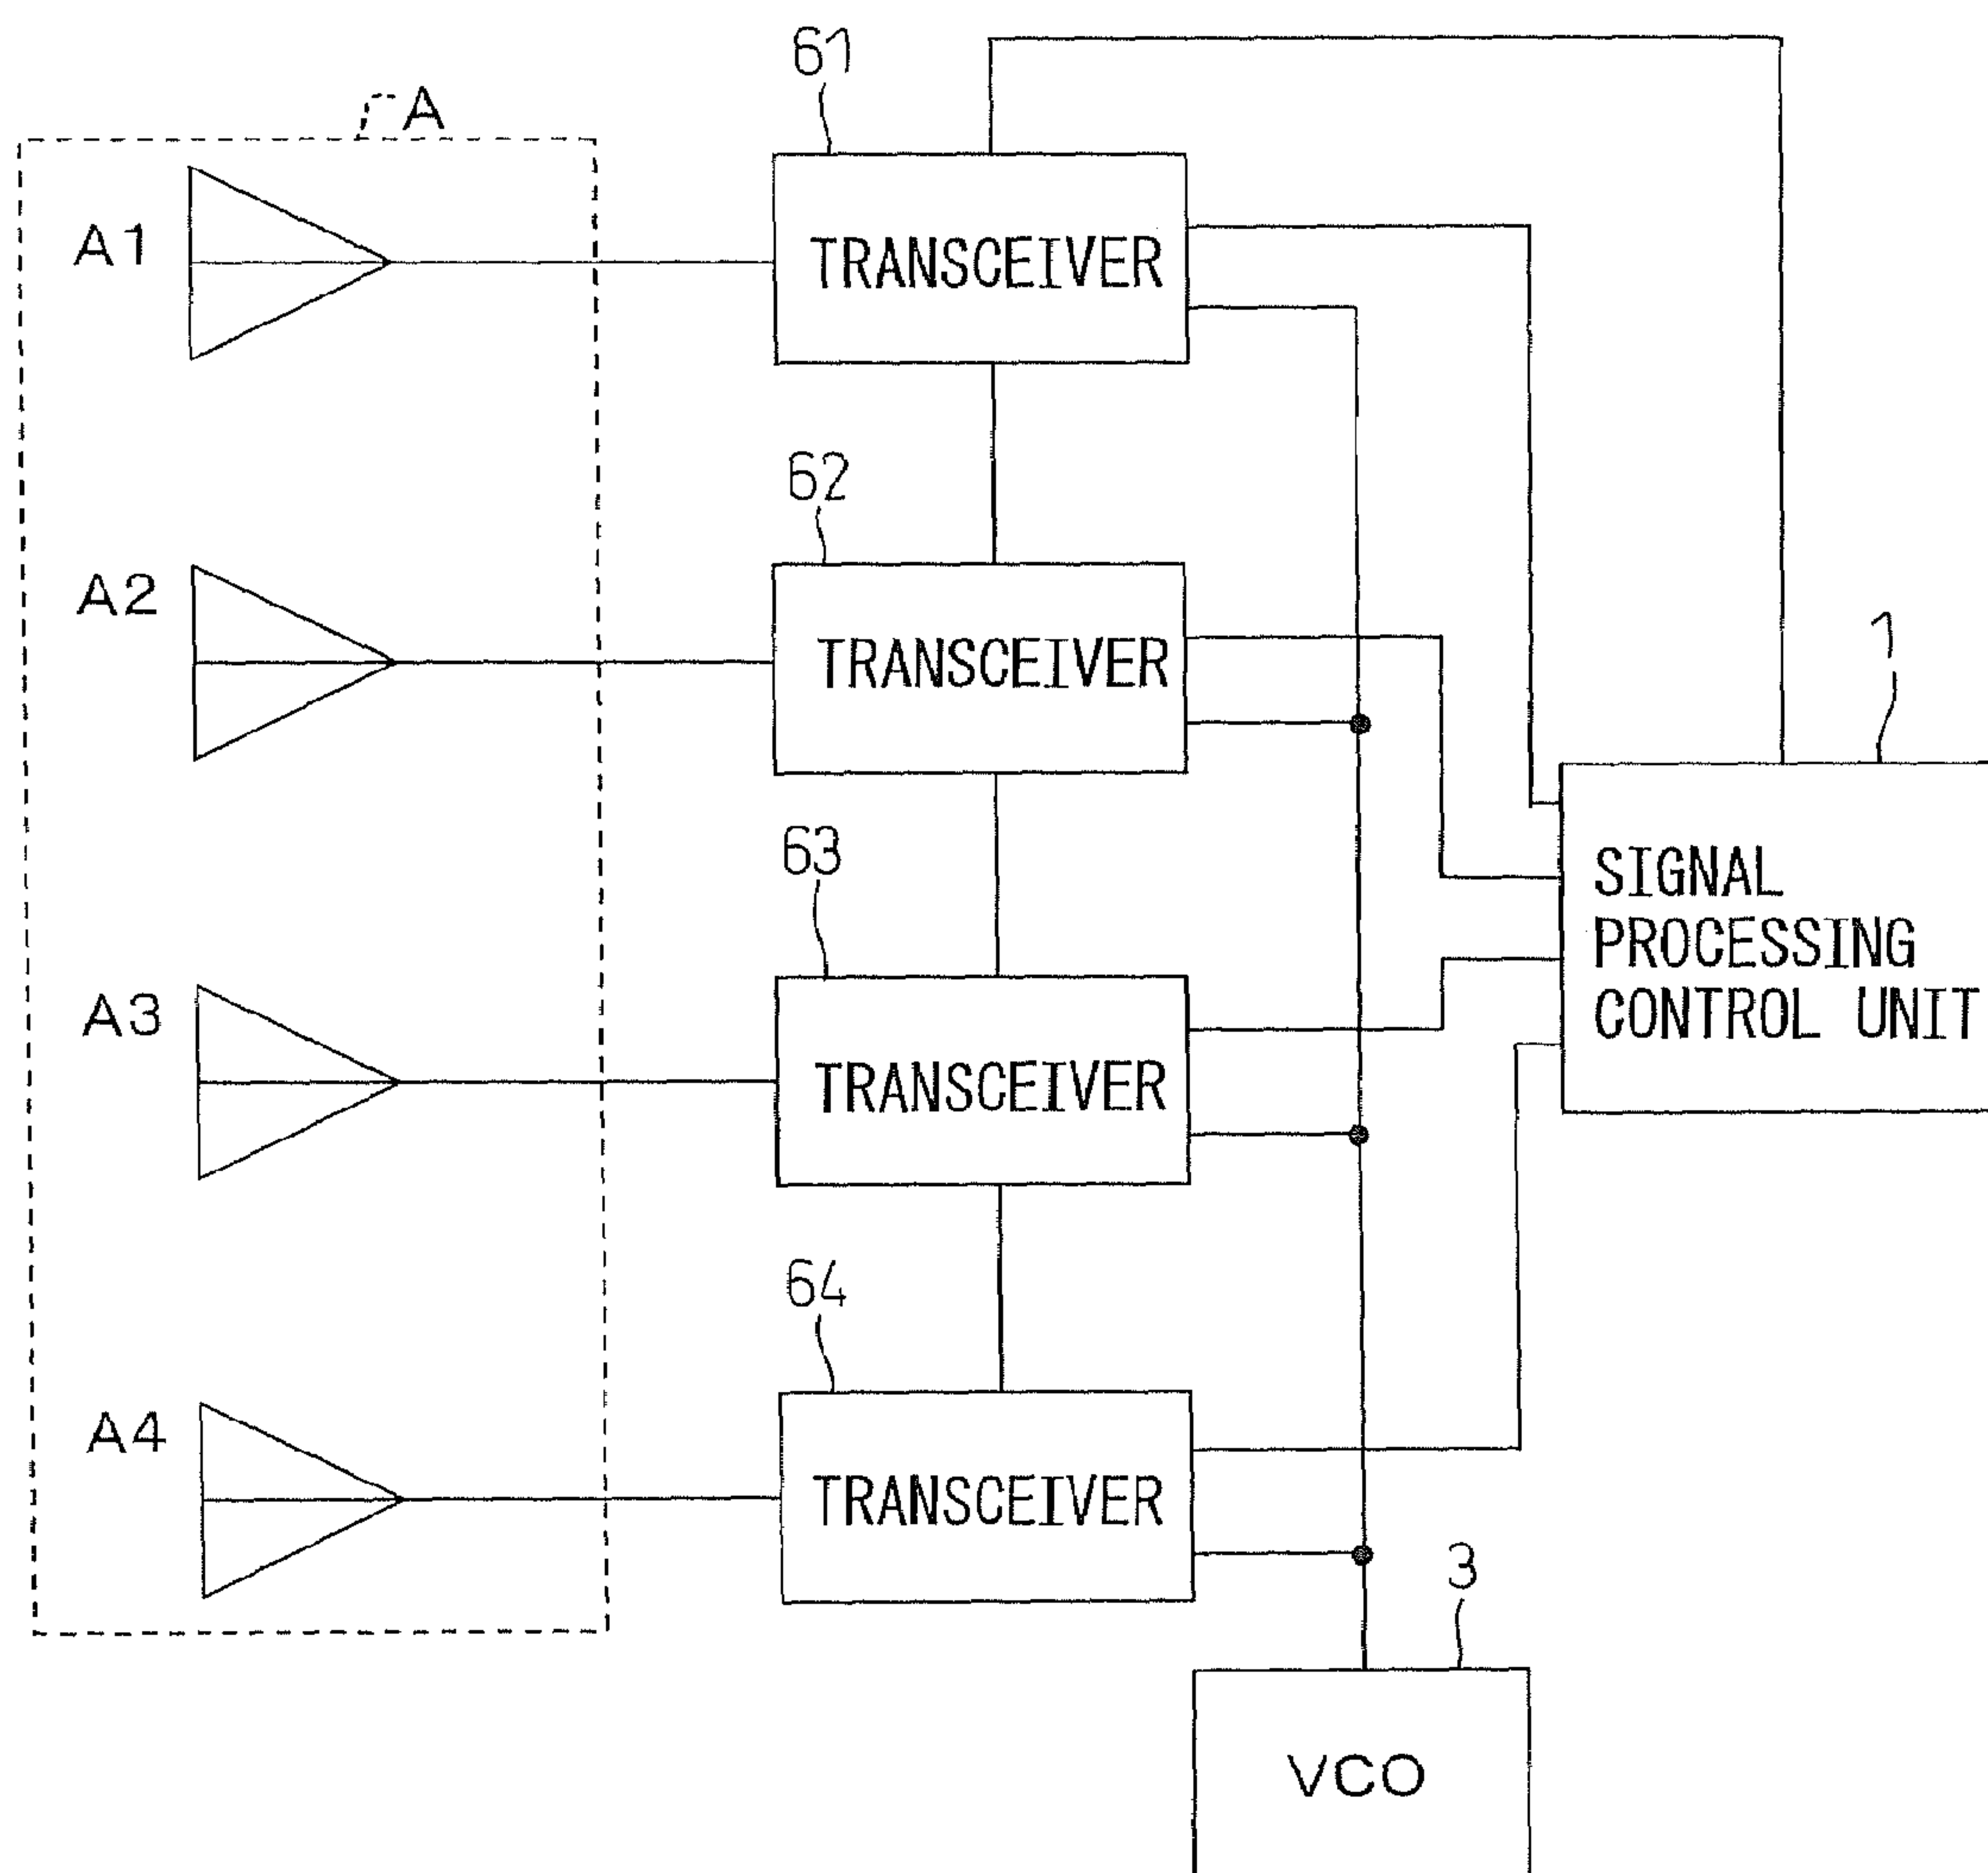 61
A
A1
TRANSCEIVER
62
A2
TRANSCEIVER
1
63
SIGNAL
PROCESSING
CONTROL UNIT
A3
TRANSCEIVER
64
A4
TRANSCEIVER
3
VCO